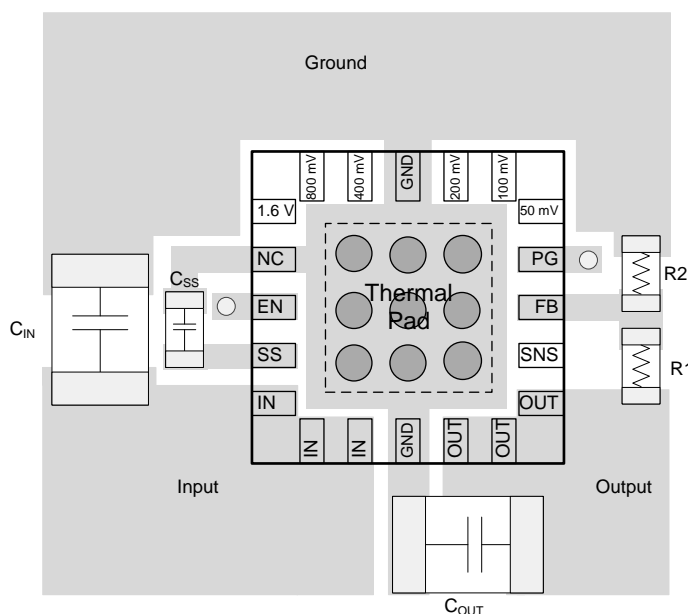 Ground
800 mV
400 mV
GND
200 mV
100 mV
1.6 V
50 mV
NC
PG
CSS
R2
EN
Thermal
Pad
FB
CIN
SS
SNS
R1
IN
OUT
IN
IN
GND
OUT
OUT
Input
Output
COUT